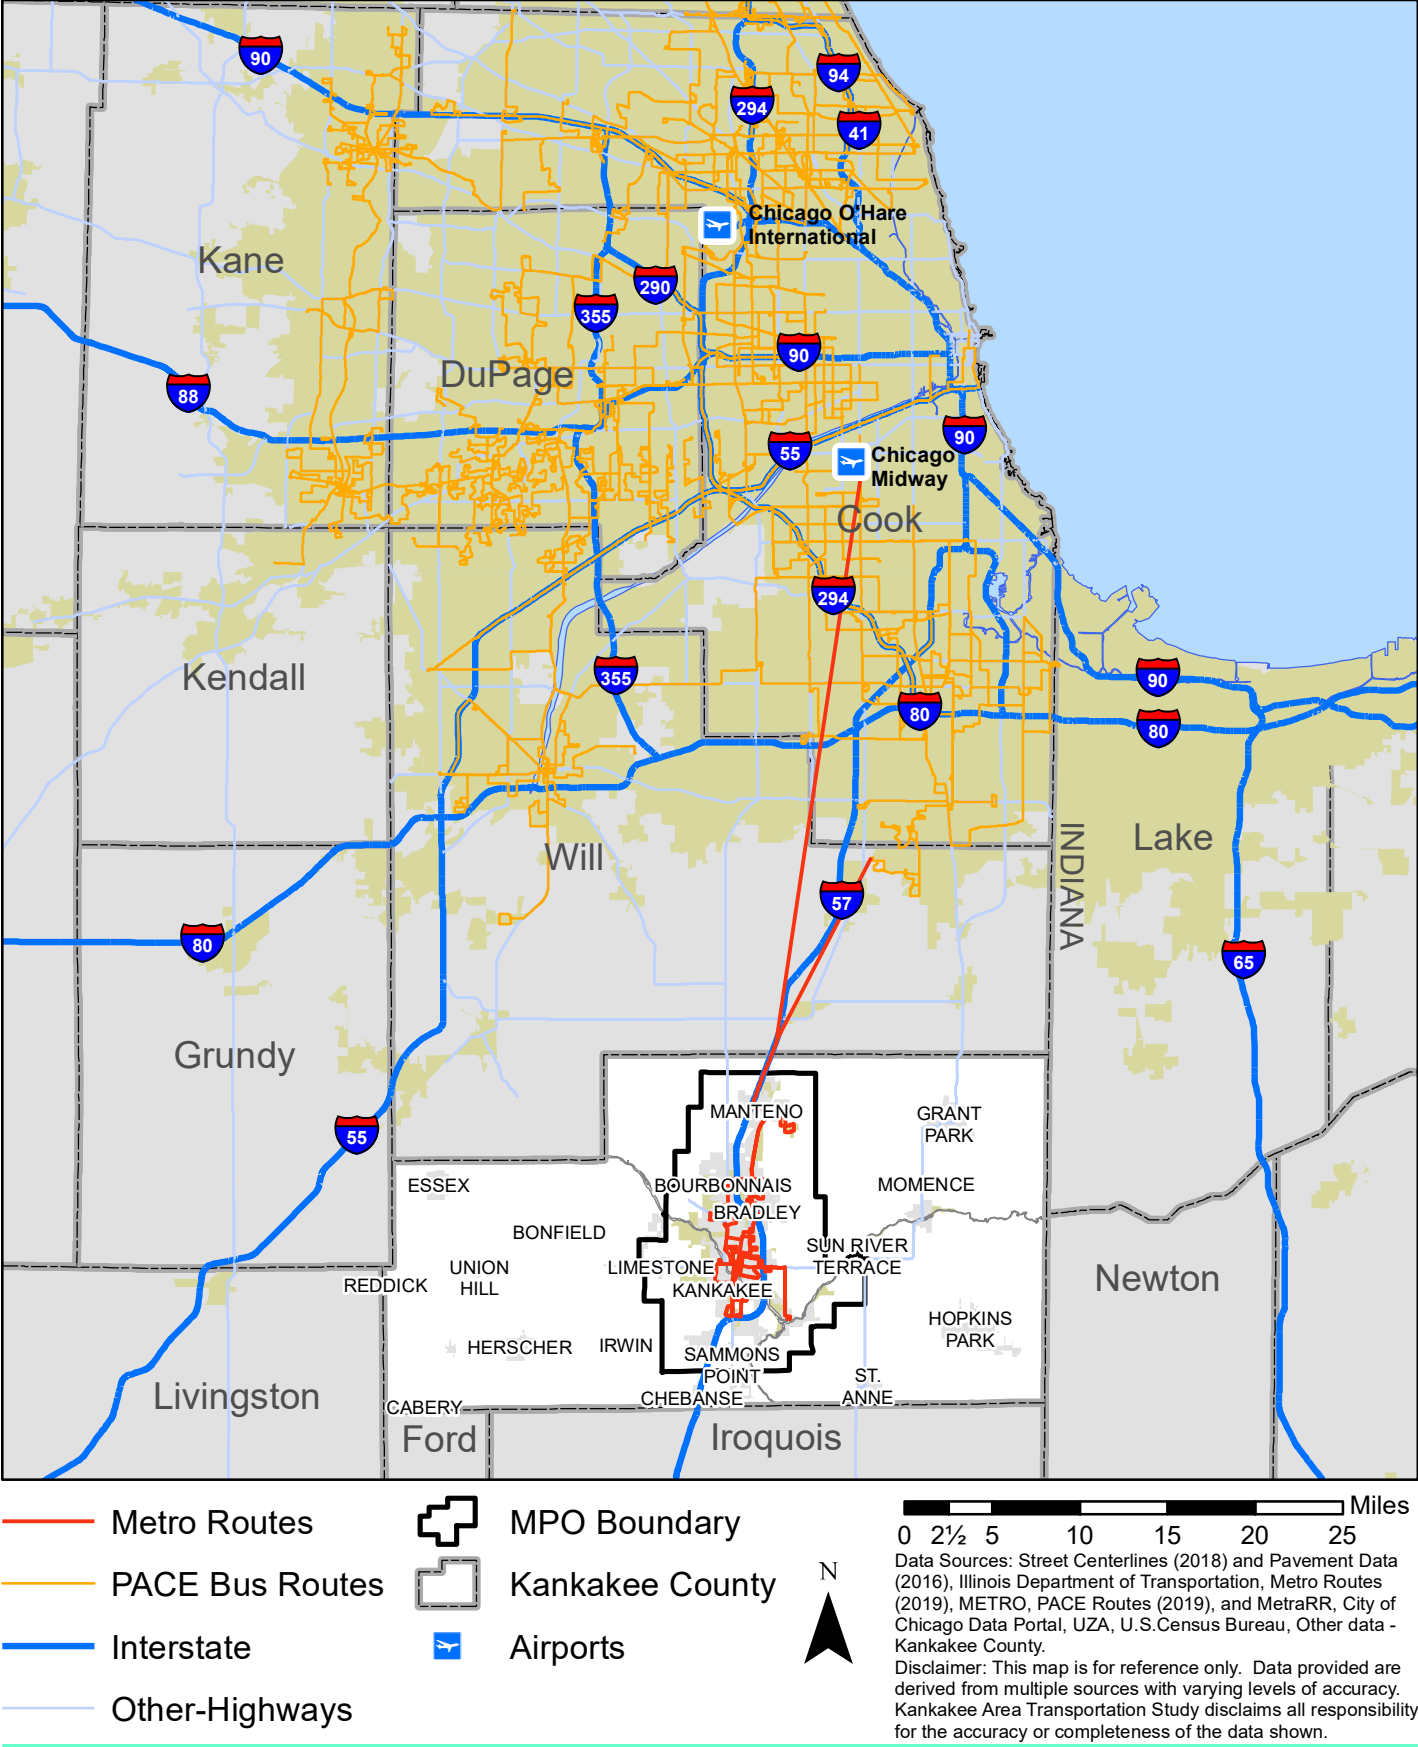 90
94
294
41
Chicago O'Hare
International
Kane
290
355
90
DuPage
88
90
55
Chicago
Midway
Cook
294
Kendall
355
90
80
80
INDIANA
Lake
Will
57
80
65
Grundy
MANTENO
GRANT
PARK
55
ESSEX
BOURBONNAIS
MOMENCE
BRADLEY
BONFIELD
SUN RIVER
TERRACE
UNION
HILL
LIMESTONE
REDDICK
KANKAKEE
Newton
HOPKINS
PARK
HERSCHER
IRWIN
SAMMONS
POINT
ST.
ANNE
Livingston
CABERY
CHEBANSE
Ford
Iroquois
Metro Routes
PACE Bus Routes
Interstate
Other-Highways
MPO Boundary
Kankakee County
Airports
N
Miles
0 2½ 5 10 15 20 25
Data Sources: Street Centerlines (2018) and Pavement Data
(2016), Illinois Department of Transportation, Metro Routes
(2019), METRO, PACE Routes (2019), and MetraRR, City of
Chicago Data Portal, UZA, U.S.Census Bureau, Other data -
Kankakee County.
Disclaimer: This map is for reference only. Data provided are
derived from multiple sources with varying levels of accuracy.
Kankakee Area Transportation Study disclaims all responsibility
for the accuracy or completeness of the data shown.